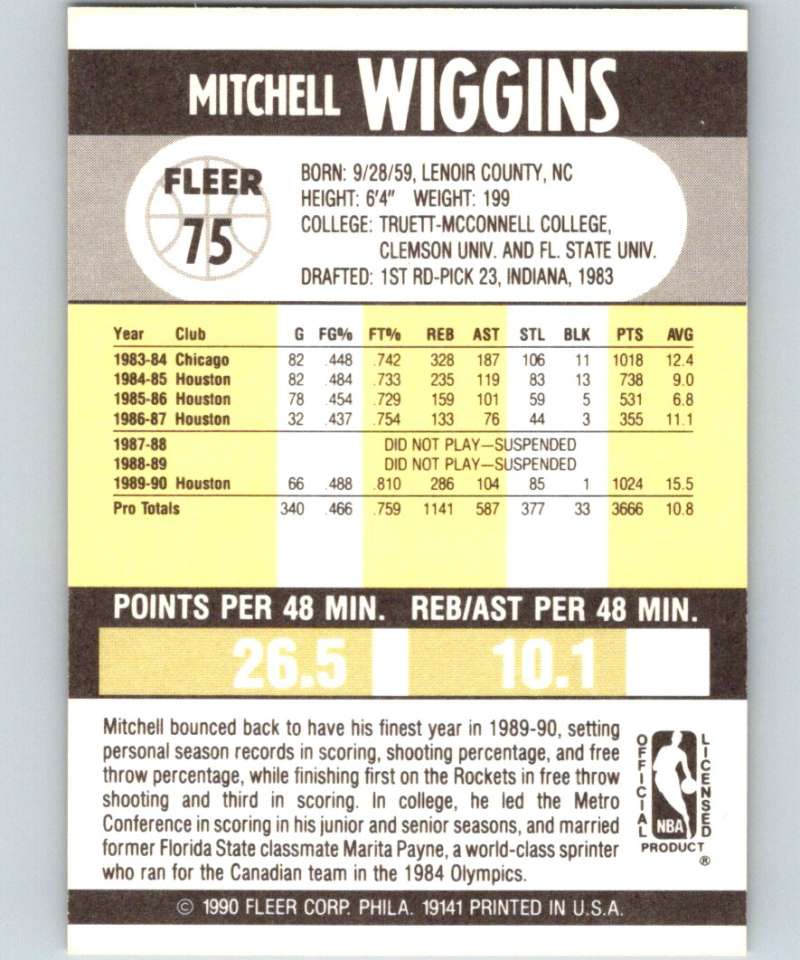 MITCHELL WIGGINS
FLEER
75
BORN: 9/28/59, LENOIR COUNTY, NC
HEIGHT: 6'4" WEIGHT: 199
COLLEGE: TRUETT-MCCONNELL COLLEGE,
CLEMSON UNIV. AND FL. STATE UNIV.
DRAFTED: 1ST RD-PICK 23, INDIANA, 1983
Year Club G FG% FT% REB AST STL BLK PTS AVG
1983-84 Chicago 82 .448 .742 328 187 106 11 1018 12.4
1984-85 Houston 82 .484 .733 235 119 83 13 738 9.0
1985-86 Houston 78 .454 .729 159 101 59 5 531 6.8
1986-87 Houston 32 .437 .754 133 76 44 3 355 11.1
1987-88 DID NOT PLAY—SUSPENDED
1988-89 DID NOT PLAY—SUSPENDED
1989-90 Houston 66 .488 .810 286 104 85 1 1024 15.5
Pro Totals 340 .466 .759 1141 587 377 33 3666 10.8
POINTS PER 48 MIN. REB/AST PER 48 MIN.
26.5 10.1
Mitchell bounced back to have his finest year in 1989-90, setting
personal season records in scoring, shooting percentage, and free
throw percentage, while finishing first on the Rockets in free throw
shooting and third in scoring. In college, he led the Metro
Conference in scoring in his junior and senior seasons, and married
former Florida State classmate Marita Payne, a world-class sprinter
who ran for the Canadian team in the 1984 Olympics.
OFFICIAL
NBA
LICENSED
PRODUCT
®
© 1990 FLEER CORP. PHILA. 19141 PRINTED IN U.S.A.